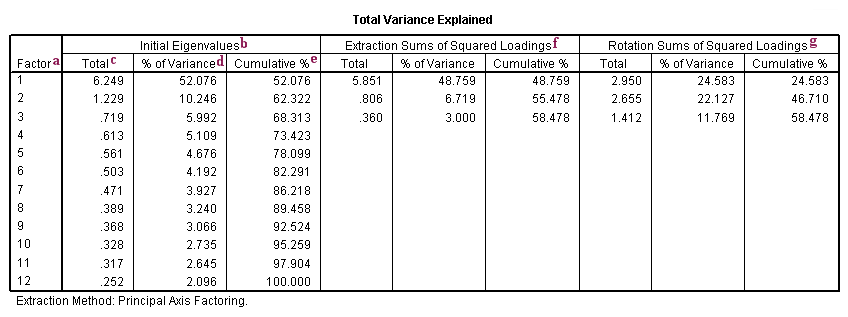 Total Variance Explained
Initial Eigenvaluesb Extraction Sums of Squared Loadingsf Rotation Sums of Squared Loadingsg
Factora Totalc % of Varianced Cumulative %e Total % of Variance Cumulative % Total % of Variance Cumulative %
1 6.249 52.076 52.076 5.851 48.759 48.759 2.950 24.583 24.583
2 1.229 10.246 62.322 .806 6.719 55.478 2.655 22.127 46.710
3 .719 5.992 68.313 .360 3.000 58.478 1.412 11.769 58.478
4 .613 5.109 73.423
5 .561 4.676 78.099
6 .503 4.192 82.291
7 .471 3.927 86.218
8 .389 3.240 89.458
9 .368 3.066 92.524
10 .328 2.735 95.259
11 .317 2.645 97.904
12 .252 2.096 100.000
Extraction Method: Principal Axis Factoring.